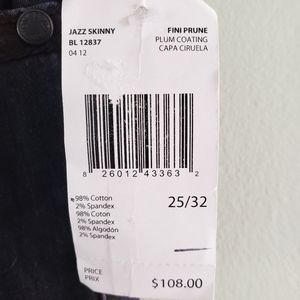 JAZZ SKINNY
BL 12837
04 12
FINI PRUNE
PLUM COATING
CAPA CIRUELA
8 26012 43363 2
98% Cotton
2% Spandex
98% Coton
2% Spandex
98% Algodón
2% Spandex
25/32
PRICE
PRIX
$108.00